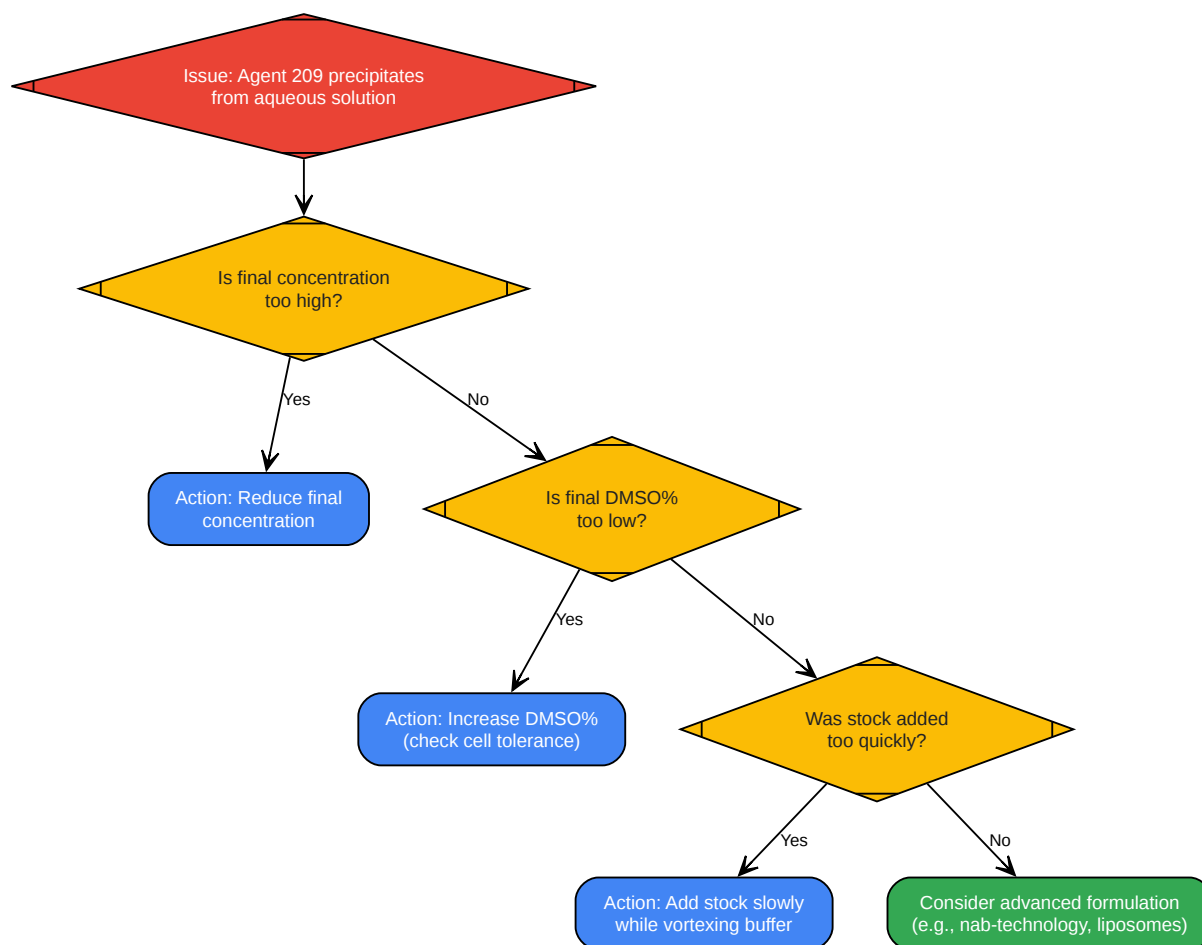 Issue: Agent 209 precipitates
from aqueous solution
Is final concentration
too high?
Yes
No
Action: Reduce final
concentration
Is final DMSO%
too low?
Yes
No
Action: Increase DMSO%
(check cell tolerance)
Was stock added
too quickly?
Yes
No
Action: Add stock slowly
while vortexing buffer
Consider advanced formulation
(e.g., nab-technology, liposomes)